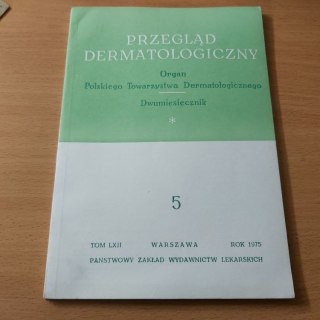 PRZEGLĄD
DERMATOLOGICZNY
Organ
Polskiego Towarzystwa Dermatologicznego
Dwumiesięcznik
*
5
TOM LXII WARSZAWA ROK 1975
PAŃSTWOWY ZAKŁAD WYDAWNICTW LEKARSKICH